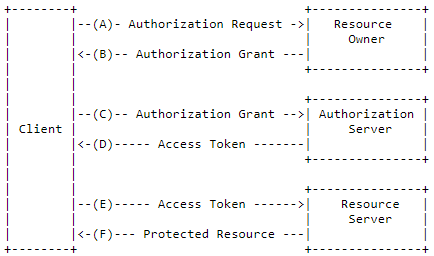 --(A)- Authorization Request -> Resource
Owner
<-(B)-- Authorization Grant ---
--(C)-- Authorization Grant --> Authorization
Client Server
<-(D)----- Access Token -------
--(E)----- Access Token ------> Resource
Server
<-(F)--- Protected Resource ---